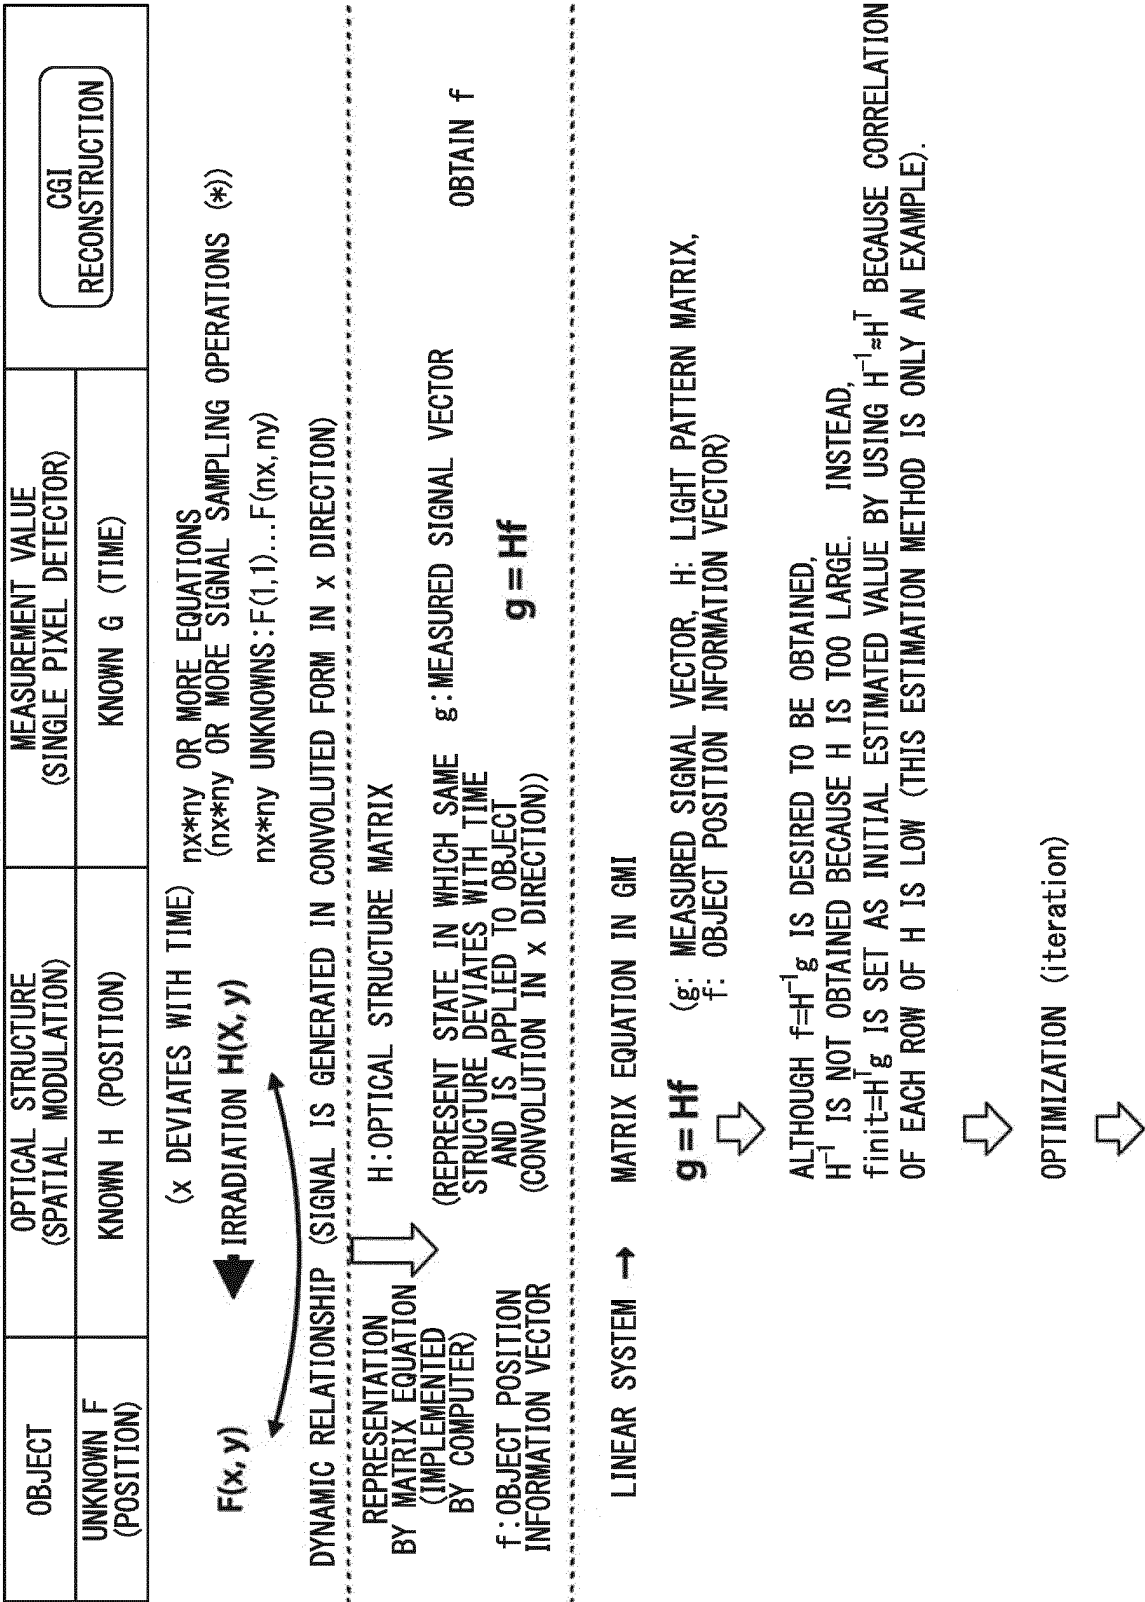 OBJECT
OPTICAL STRUCTURE
(SPATIAL MODULATION)
MEASUREMENT VALUE
(SINGLE PIXEL DETECTOR)
CGI
RECONSTRUCTION
UNKNOWN F
(POSITION)
KNOWN H (POSITION)
KNOWN G (TIME)
(x DEVIATES WITH TIME)
F(x, y)
IRRADIATION H(X, y)
nx*ny OR MORE EQUATIONS
(nx*ny OR MORE SIGNAL SAMPLING OPERATIONS (*))
nx*ny UNKNOWNS:F(1,1)...F(nx,ny)
DYNAMIC RELATIONSHIP (SIGNAL IS GENERATED IN CONVOLUTED FORM IN x DIRECTION)
REPRESENTATION
BY MATRIX EQUATION
(IMPLEMENTED
BY COMPUTER)
f:OBJECT POSITION
INFORMATION VECTOR
H:OPTICAL STRUCTURE MATRIX
(REPRESENT STATE IN WHICH SAME
STRUCTURE DEVIATES WITH TIME
AND IS APPLIED TO OBJECT
(CONVOLUTION IN x DIRECTION))
g:MEASURED SIGNAL VECTOR
g = Hf
OBTAIN f
LINEAR SYSTEM → MATRIX EQUATION IN GMI
g = Hf (g: MEASURED SIGNAL VECTOR, H: LIGHT PATTERN MATRIX,
f: OBJECT POSITION INFORMATION VECTOR)
ALTHOUGH f=H⁻¹g IS DESIRED TO BE OBTAINED,
H⁻¹ IS NOT OBTAINED BECAUSE H IS TOO LARGE. INSTEAD,
finit=Hᵀg IS SET AS INITIAL ESTIMATED VALUE BY USING H⁻¹≈Hᵀ BECAUSE CORRELATION
OF EACH ROW OF H IS LOW (THIS ESTIMATION METHOD IS ONLY AN EXAMPLE).
OPTIMIZATION (iteration)